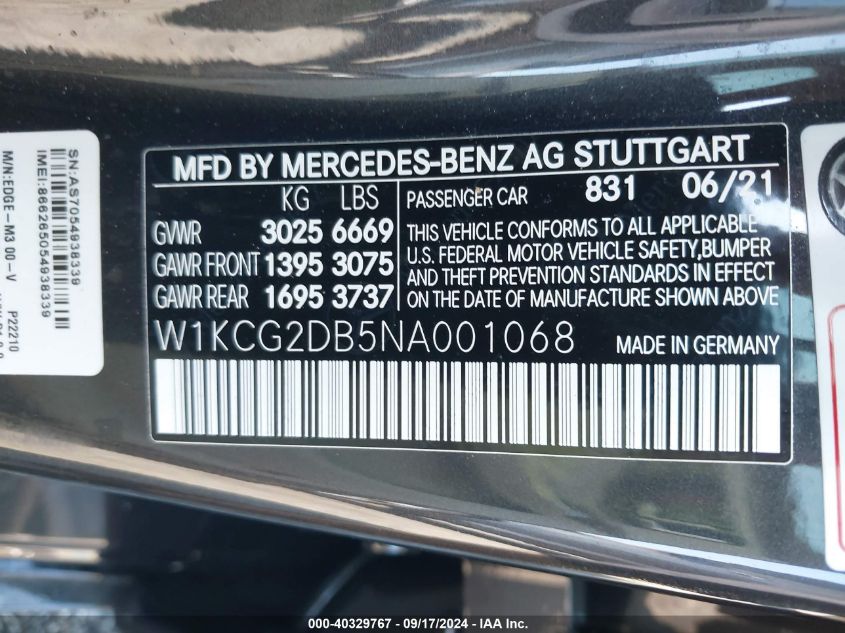 MFD BY MERCEDES-BENZ AG STUTTGART
KG LBS
GVWR 3025 6669
GAWR FRONT 1395 3075
GAWR REAR 1695 3737
PASSENGER CAR 831 06/21
THIS VEHICLE CONFORMS TO ALL APPLICABLE
U.S. FEDERAL MOTOR VEHICLE SAFETY,BUMPER
AND THEFT PREVENTION STANDARDS IN EFFECT
ON THE DATE OF MANUFACTURE SHOWN ABOVE
W1KCG2DB5NA001068 MADE IN GERMANY
SN:AS7054938339
IMEI:868265054938339
M/N:EDGE-M3 00-V P22210
000-40329767 - 09/17/2024 - IAA Inc.